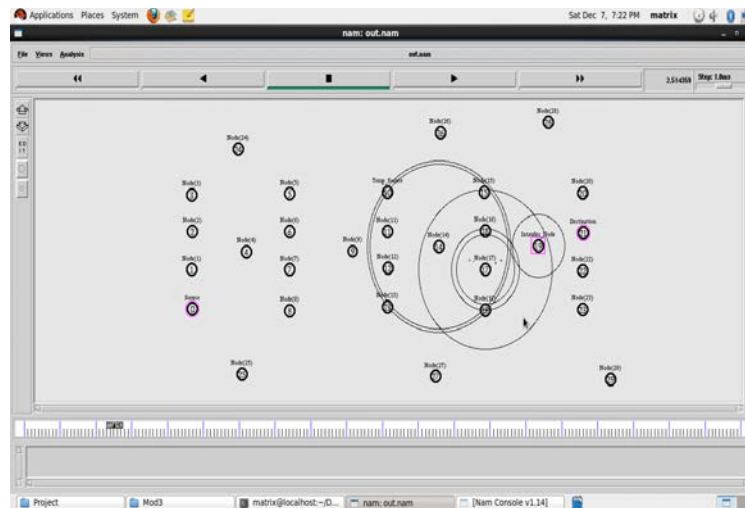 Applications Places System
Sat Dec 7, 7:22 PM matrix
nam: out.nam
File Views Analysis
out.nam
2.514359
Step: 1.0ms
Node(28)
Node(26)
Node(24)
Node(3)
Node(5)
Node(15)
Node(20)
Node(2)
Node(6)
Node(11)
Node(16)
Intruder_Node
Destination
Node(4)
Node(9)
Node(14)
Node(1)
Node(7)
Node(12)
Node(17)
Node(22)
Source
Node(8)
Node(13)
Node(23)
Node(25)
Node(27)
Node(29)
Project
Mod3
matrix@localhost:~/D...
nam: out.nam
[Nam Console v1.14]